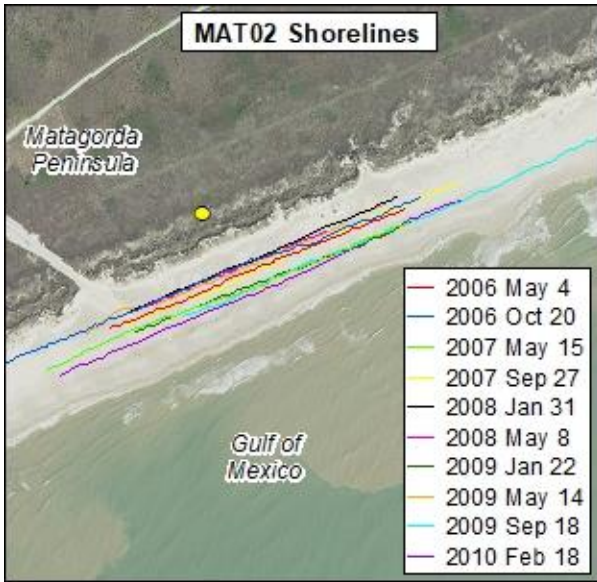 MAT02 Shorelines
Matagorda
Peninsula
2006 May 4
2006 Oct 20
2007 May 15
2007 Sep 27
2008 Jan 31
2008 May 8
2009 Jan 22
2009 May 14
2009 Sep 18
2010 Feb 18
Gulf of
Mexico